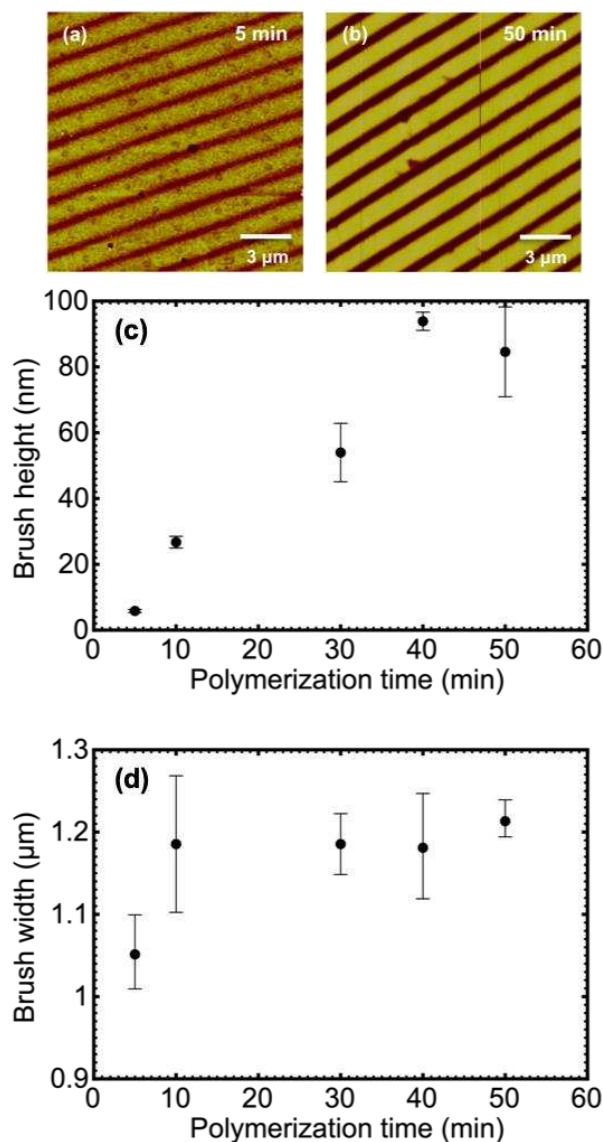 (a) 5 min
3 µm
(b) 50 min
3 µm
(c)
Brush height (nm)
100
80
60
40
20
0
0 10 20 30 40 50 60
Polymerization time (min)
(d)
Brush width (µm)
1.3
1.2
1.1
1
0.9
0 10 20 30 40 50 60
Polymerization time (min)